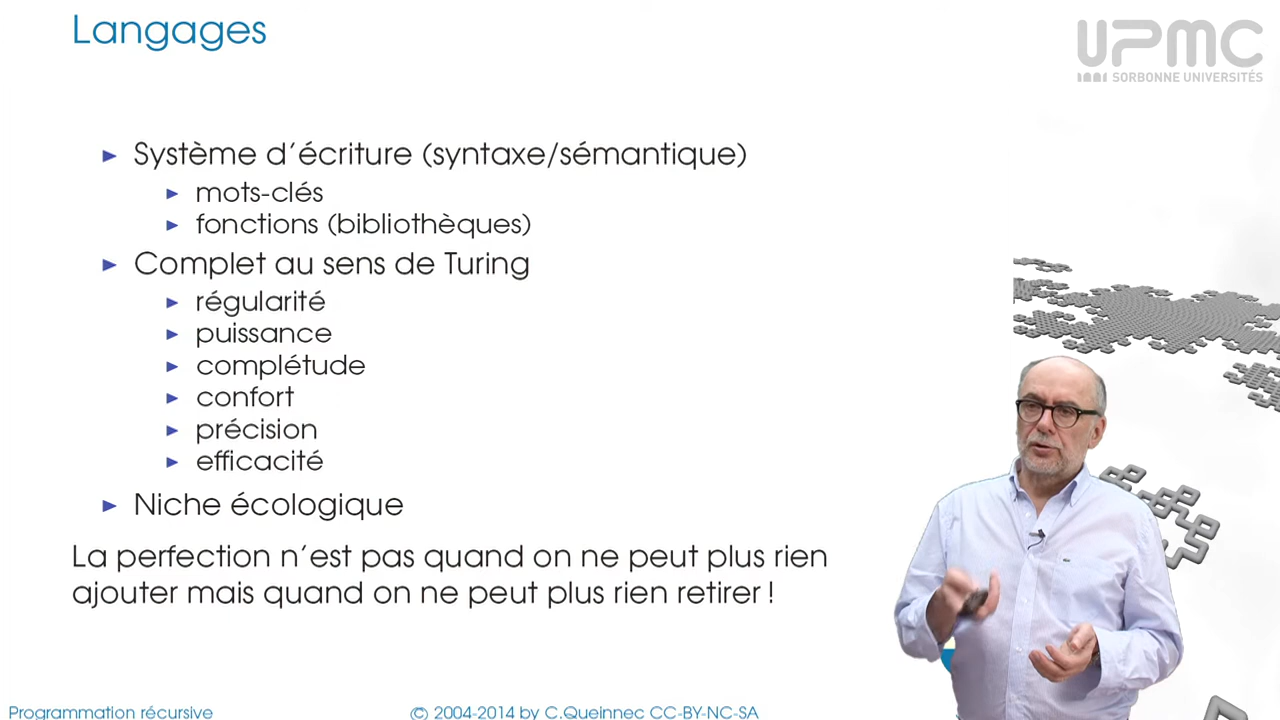 Langages
UPMC
SORBONNE UNIVERSITÉS
Système d'écriture (syntaxe/sémantique)
mots-clés
fonctions (bibliothèques)
Complet au sens de Turing
régularité
puissance
complétude
confort
précision
efficacité
Niche écologique
La perfection n'est pas quand on ne peut plus rien
ajouter mais quand on ne peut plus rien retirer !
Programmation récursive
© 2004-2014 by C.Queinnec CC-BY-NC-SA